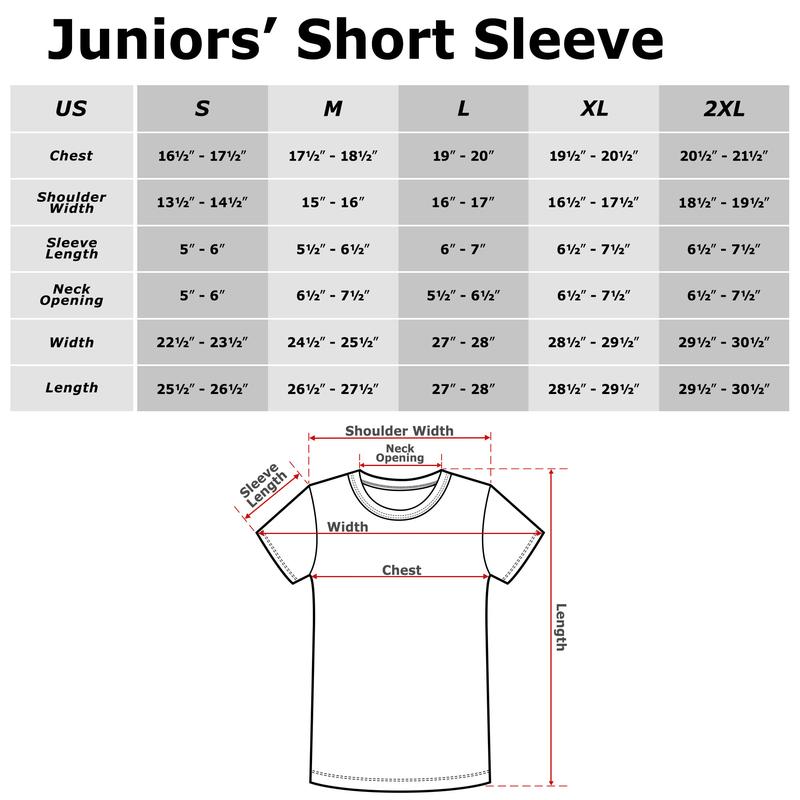 Juniors’ Short Sleeve
US S M L XL 2XL
Chest 16½″ - 17½″ 17½″ - 18½″ 19″ - 20″ 19½″ - 20½″ 20½″ - 21½″
Shoulder
Width 13½″ - 14½″ 15″ - 16″ 16″ - 17″ 16½″ - 17½″ 18½″ - 19½″
Sleeve
Length 5″ - 6″ 5½″ - 6½″ 6″ - 7″ 6½″ - 7½″ 6½″ - 7½″
Neck
Opening 5″ - 6″ 6½″ - 7½″ 5½″ - 6½″ 6½″ - 7½″ 6½″ - 7½″
Width 22½″ - 23½″ 24½″ - 25½″ 27″ - 28″ 28½″ - 29½″ 29½″ - 30½″
Length 25½″ - 26½″ 26½″ - 27½″ 27″ - 28″ 28½″ - 29½″ 29½″ - 30½″
Shoulder Width
Neck
Opening
Sleeve
Length
Width
Chest
Length